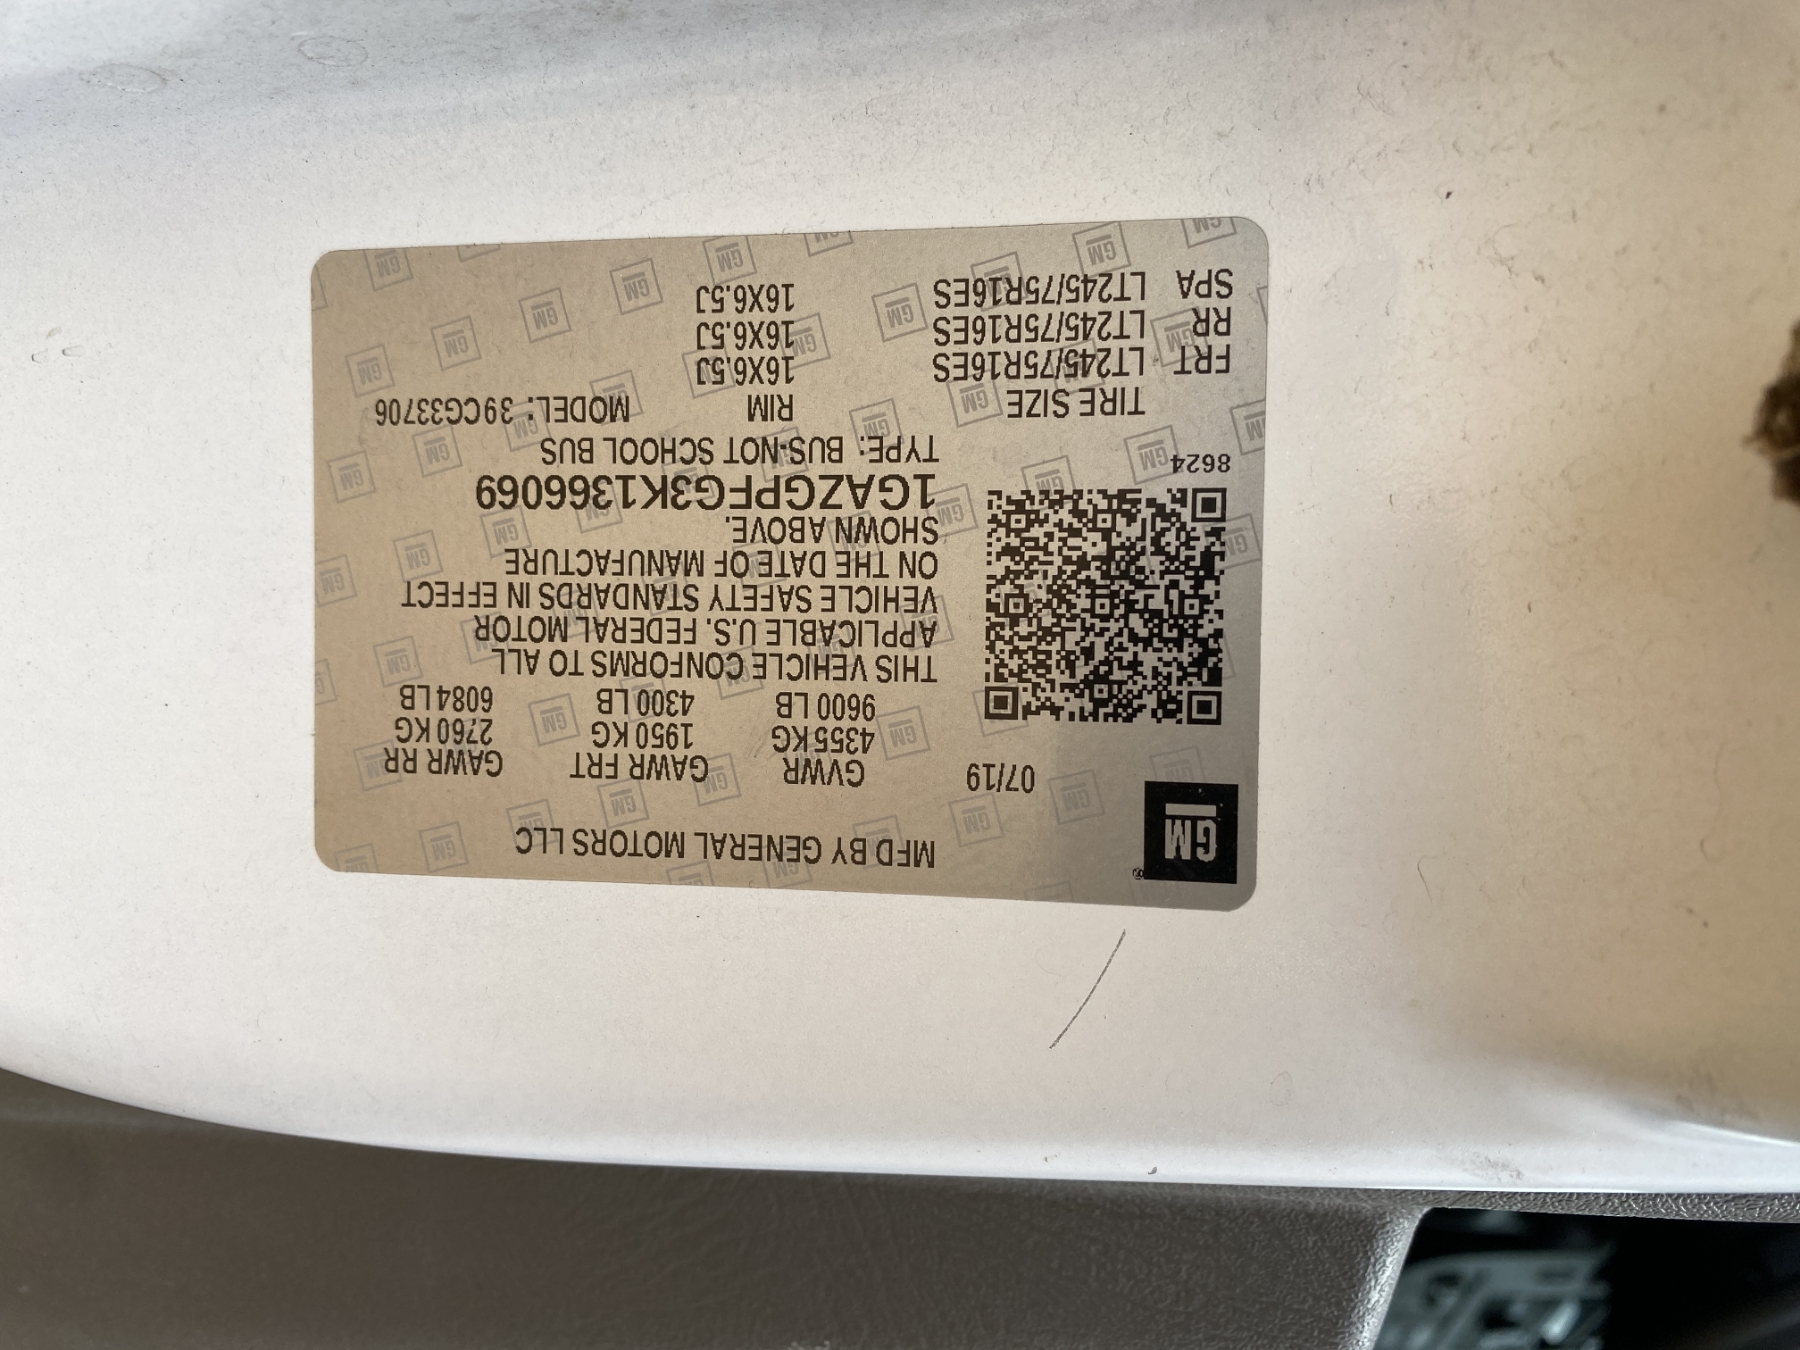 GM
MFD BY GENERAL MOTORS LLC
07/19 GVWR GAWR FRT GAWR RR
4355 KG 1950 KG 2760 KG
9600 LB 4300 LB 6084 LB
THIS VEHICLE CONFORMS TO ALL
APPLICABLE U.S. FEDERAL MOTOR
VEHICLE SAFETY STANDARDS IN EFFECT
ON THE DATE OF MANUFACTURE
SHOWN ABOVE.
1GAZGPFG3K1366069
8624
TYPE: BUS-NOT SCHOOL BUS
TIRE SIZE RIM MODEL: 39CG33706
FRT LT245/75R16ES 16X6.5J
RR LT245/75R16ES 16X6.5J
SPA LT245/75R16ES 16X6.5J